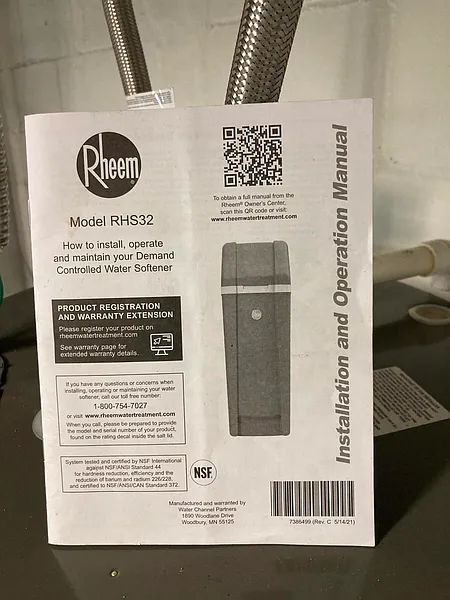 Rheem
Model RHS32
How to install, operate
and maintain your Demand
Controlled Water Softener
PRODUCT REGISTRATION
AND WARRANTY EXTENSION
Please register your product on
rheemwatertreatment.com
See warranty page for
extended warranty details.
If you have any questions or concerns when
installing, operating or maintaining your water
softener, call our toll free number:
1-800-754-7027
or visit www.rheemwatertreatment.com
When you call, please be prepared to provide
the model and serial number of your product,
found on the rating decal inside the salt lid.
System tested and certified by NSF International
against NSF/ANSI Standard 44
for hardness reduction, efficiency and the
reduction of barium and radium 226/228,
and certified to NSF/ANSI/CAN Standard 372.
To obtain a full manual from the
Rheem® Owner's Center,
scan this QR code or visit:
www.rheemwatertreatment.com
Rheem
NSF
Manufactured and warranted by
Water Channel Partners
1890 Woodlane Drive
Woodbury, MN 55125
Installation and Operation Manual
7386499 (Rev. C 5/14/21)